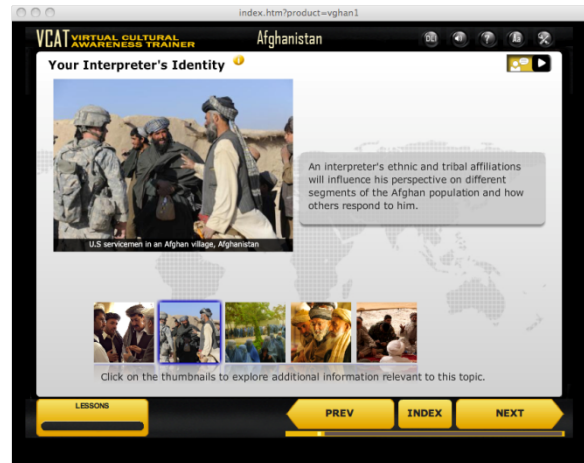 index.htm?product=vghan1
VCAT VIRTUAL CULTURAL
AWARENESS TRAINER
Afghanistan
Your Interpreter's Identity
An interpreter's ethnic and tribal affiliations
will influence his perspective on different
segments of the Afghan population and how
others respond to him.
U.S servicemen in an Afghan village, Afghanistan
Click on the thumbnails to explore additional information relevant to this topic.
LESSONS
PREV
INDEX
NEXT